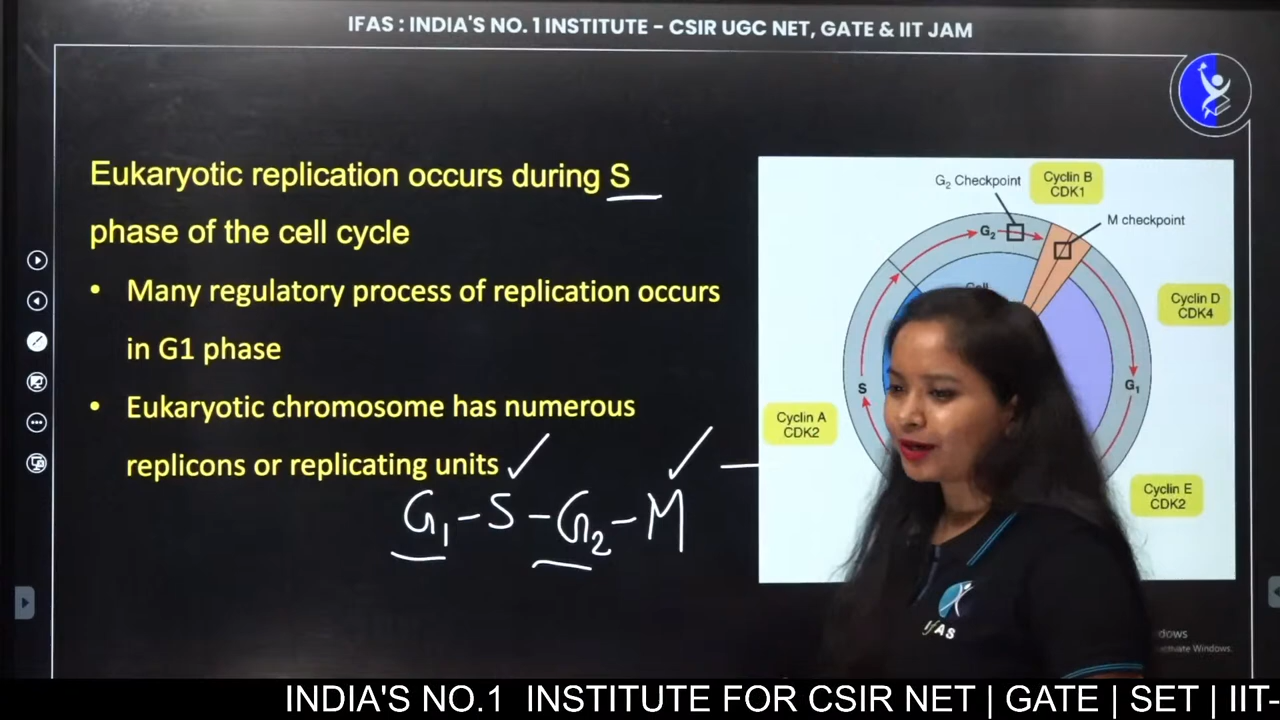 IFAS : INDIA'S NO. 1 INSTITUTE – CSIR UGC NET, GATE & IIT JAM
Eukaryotic replication occurs during S
phase of the cell cycle
• Many regulatory process of replication occurs
in G1 phase
• Eukaryotic chromosome has numerous
replicons or replicating units
G₁ - S - G₂ - M
G₂ Checkpoint
Cyclin B
CDK1
M checkpoint
G₂
Cell
Cyclin D
CDK4
S
G₁
Cyclin A
CDK2
Cyclin E
CDK2
IFAS
INDIA'S NO.1 INSTITUTE FOR CSIR NET | GATE | SET | IIT-